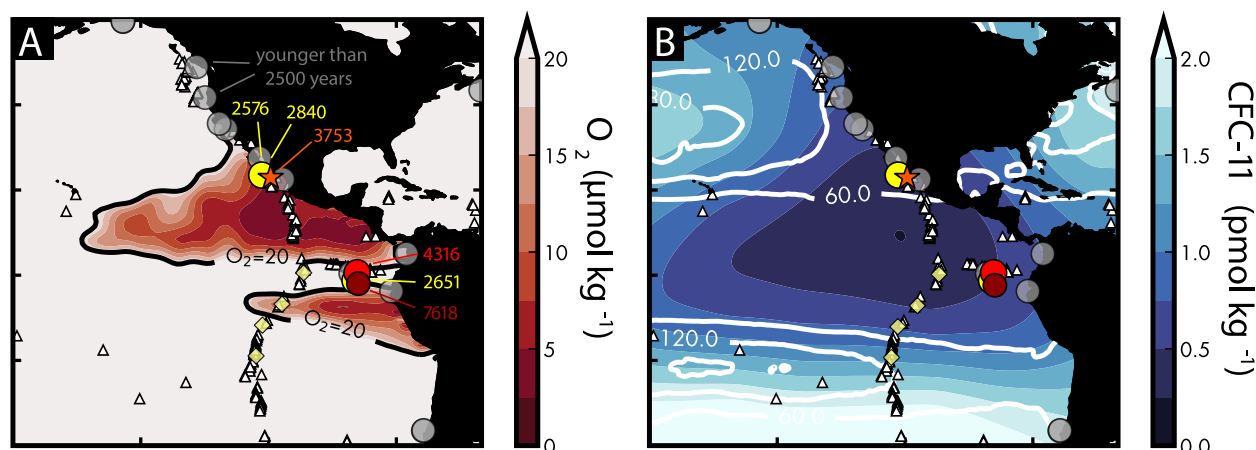 A
younger than
2500 years
2576
2840
3753
O₂=20
4316
2651
7618
O₂=20
20
15
10
5
0
O₂ (μmol kg⁻¹)
B
120.0
80.0
60.0
120.0
60.0
2.0
1.5
1.0
0.5
0.0
CFC-11 (pmol kg⁻¹)